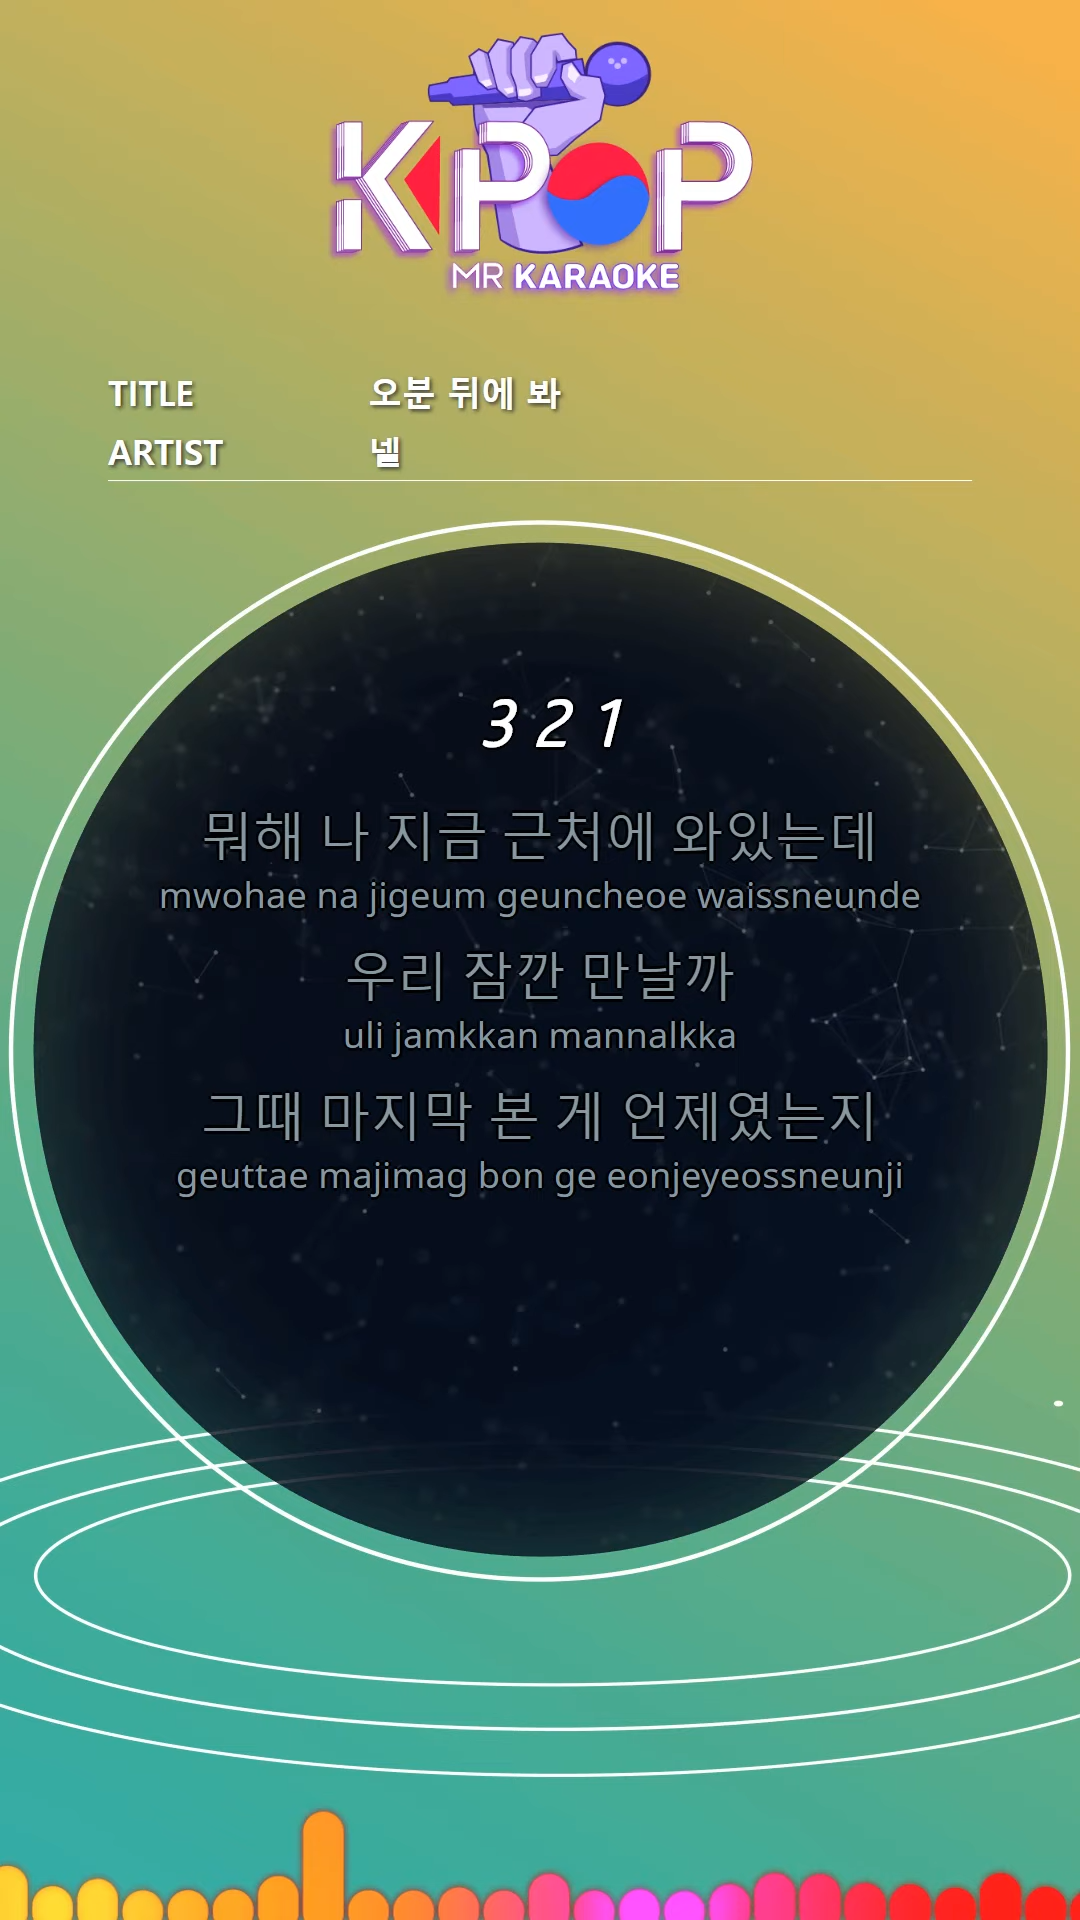 KPOP
MR KARAOKE
TITLE 오분 뒤에 봐
ARTIST 넬
3 2 1
뭐해 나 지금 근처에 와있는데
mwohae na jigeum geuncheoe waissneunde
우리 잠깐 만날까
uli jamkkan mannalkka
그때 마지막 본 게 언제였는지
geuttae majimag bon ge eonjeyeossneunji